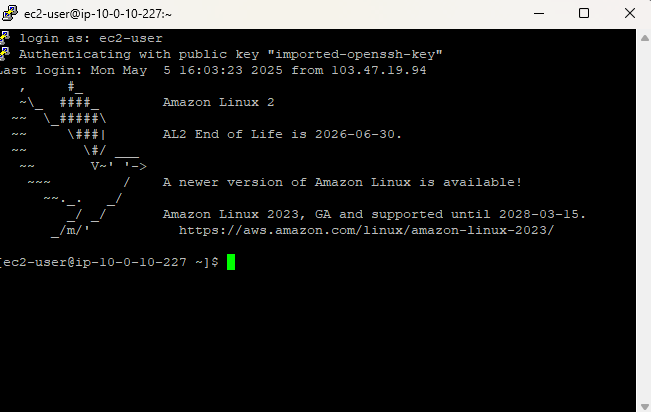 ec2-user@ip-10-0-10-227:~
login as: ec2-user
Authenticating with public key "imported-openssh-key"
Last login: Mon May  5 16:03:23 2025 from 103.47.19.94
   ,     #_
   ~\_  ####_        Amazon Linux 2
  ~~  \_#####\
  ~~     \###|       AL2 End of Life is 2026-06-30.
  ~~       \#/ ___
   ~~       V~' '->
    ~~~         /    A newer version of Amazon Linux is available!
      ~~._.   _/
         _/ _/       Amazon Linux 2023, GA and supported until 2028-03-15.
       _/m/'           https://aws.amazon.com/linux/amazon-linux-2023/
[ec2-user@ip-10-0-10-227 ~]$